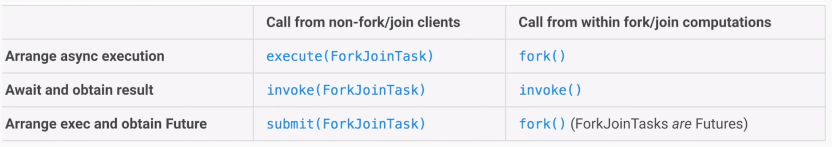 Call from non-fork/join clients Call from within fork/join computations
Arrange async execution execute(ForkJoinTask) fork()
Await and obtain result invoke(ForkJoinTask) invoke()
Arrange exec and obtain Future submit(ForkJoinTask) fork() (ForkJoinTasks are Futures)